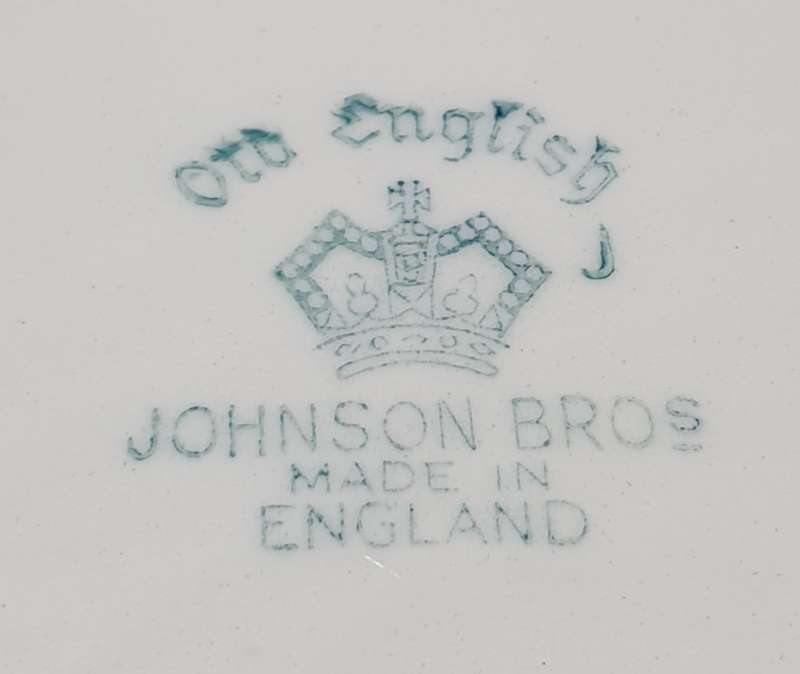 Old English
J
JOHNSON BROS
MADE IN
ENGLAND